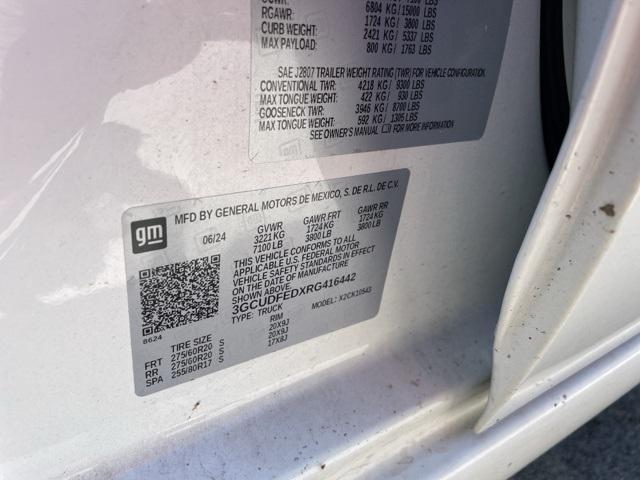 6804 KG/15000 LBS
RGAWR: 1724 KG / 3800 LBS
CURB WEIGHT: 2421 KG / 5337 LBS
MAX PAYLOAD: 800 KG / 1763 LBS
SAE J2807 TRAILER WEIGHT RATING (TWR) FOR VEHICLE CONFIGURATION.
CONVENTIONAL TWR: 4218 KG / 9300 LBS
MAX TONGUE WEIGHT: 422 KG / 930 LBS
GOOSENECK TWR: 3946 KG / 8700 LBS
MAX TONGUE WEIGHT: 592 KG / 1305 LBS
SEE OWNER'S MANUAL FOR MORE INFORMATION
gm MFD BY GENERAL MOTORS DE MEXICO, S. DE R.L. DE C.V.
06/24 GVWR GAWR FRT GAWR RR
3221 KG 1724 KG 1724 KG
7100 LB 3800 LB 3800 LB
THIS VEHICLE CONFORMS TO ALL
APPLICABLE U.S. FEDERAL MOTOR
VEHICLE SAFETY STANDARDS IN EFFECT
ON THE DATE OF MANUFACTURE
3GCUDFEDXRG416442
TYPE: TRUCK MODEL: X2CK10543
8624
TIRE SIZE RIM
FRT 275/60R20 S 20X9J
RR 275/60R20 S 20X9J
SPA 255/80R17 S 17X8J